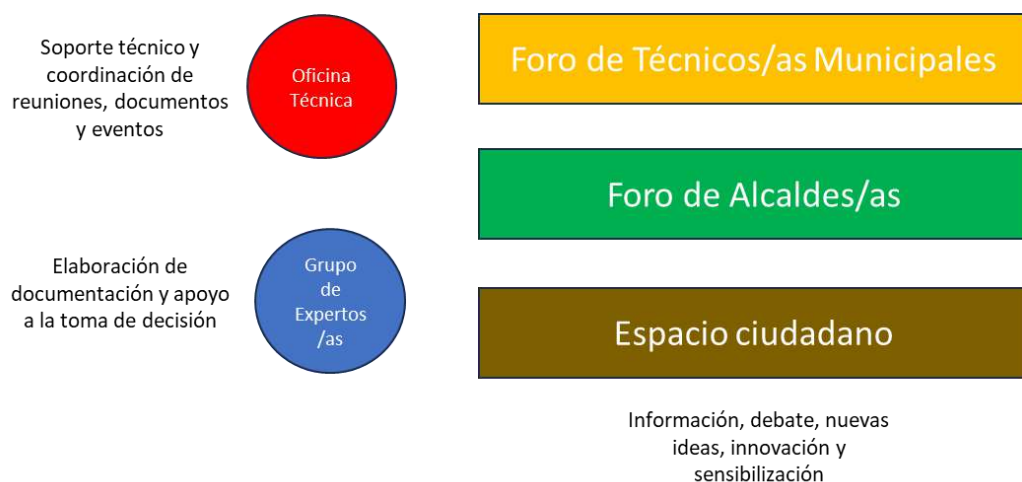 Soporte técnico y
coordinación de
reuniones, documentos
y eventos
Oficina
Técnica
Foro de Técnicos/as Municipales
Foro de Alcaldes/as
Elaboración de
documentación y apoyo
a la toma de decisión
Grupo
de
Expertos
/as
Espacio ciudadano
Información, debate, nuevas
ideas, innovación y
sensibilización